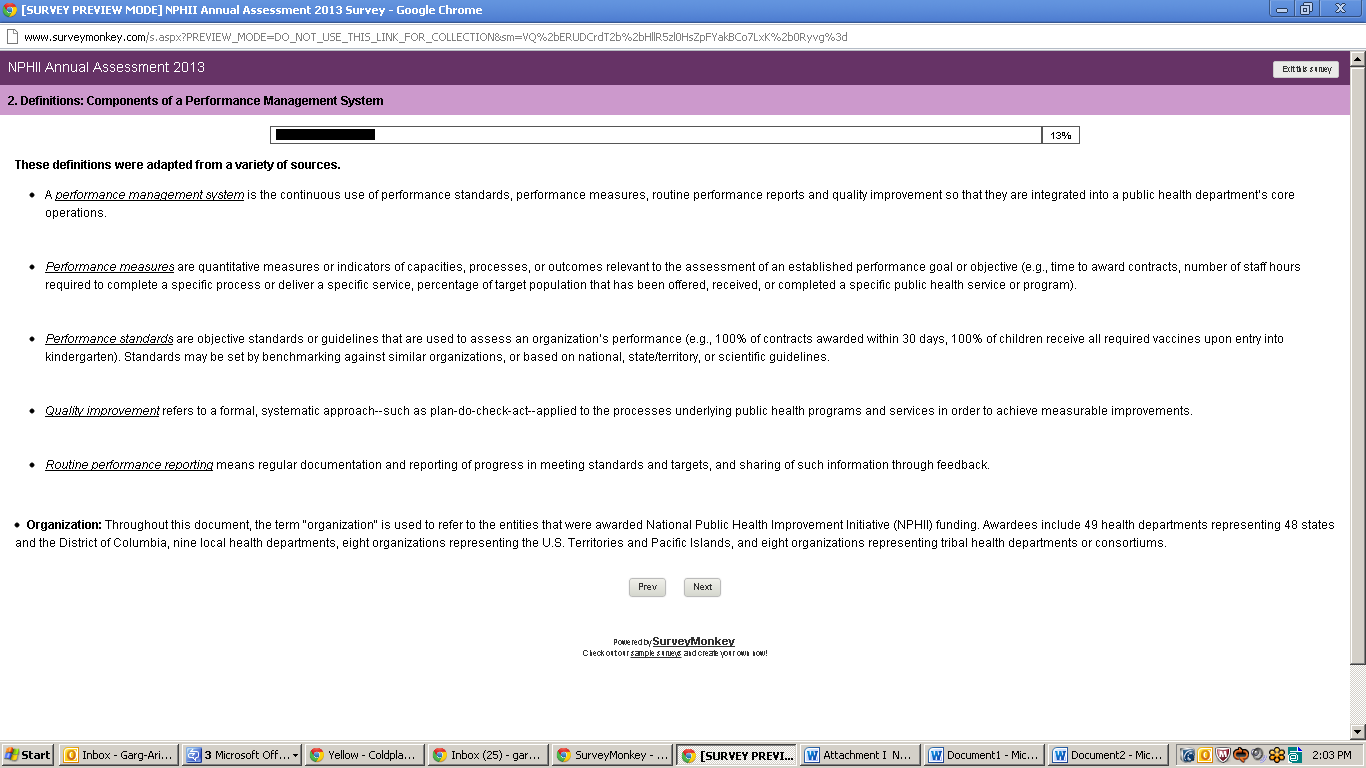 [SURVEY PREVIEW MODE] NPHII Annual Assessment 2013 Survey - Google Chrome
www.surveymonkey.com/s.aspx?PREVIEW_MODE=DO_NOT_USE_THIS_LINK_FOR_COLLECTION&sm=VQ%2bERUDCrdT2b%2bHllR5zl0HsZpFYakBCo7LxK%2b0Ryvg%3d
NPHII Annual Assessment 2013
Exit this survey
2. Definitions: Components of a Performance Management System
13%
These definitions were adapted from a variety of sources.
• A performance management system is the continuous use of performance standards, performance measures, routine performance reports and quality improvement so that they are integrated into a public health department's core
operations.
• Performance measures are quantitative measures or indicators of capacities, processes, or outcomes relevant to the assessment of an established performance goal or objective (e.g., time to award contracts, number of staff hours
required to complete a specific process or deliver a specific service, percentage of target population that has been offered, received, or completed a specific public health service or program).
• Performance standards are objective standards or guidelines that are used to assess an organization's performance (e.g., 100% of contracts awarded within 30 days, 100% of children receive all required vaccines upon entry into
kindergarten). Standards may be set by benchmarking against similar organizations, or based on national, state/territory, or scientific guidelines.
• Quality improvement refers to a formal, systematic approach--such as plan-do-check-act--applied to the processes underlying public health programs and services in order to achieve measurable improvements.
• Routine performance reporting means regular documentation and reporting of progress in meeting standards and targets, and sharing of such information through feedback.
• Organization: Throughout this document, the term "organization" is used to refer to the entities that were awarded National Public Health Improvement Initiative (NPHII) funding. Awardees include 49 health departments representing 48 states
and the District of Columbia, nine local health departments, eight organizations representing the U.S. Territories and Pacific Islands, and eight organizations representing tribal health departments or consortiums.
Prev Next
Powered by SurveyMonkey
Check out our sample surveys and create your own now!
Start Inbox - Garg-Ari... 3 Microsoft Off... Yellow - Coldpla... Inbox (25) - gar... SurveyMonkey - ... [SURVEY PREVI... Attachment I N... Document1 - Mic... Document2 - Mic... 2:03 PM